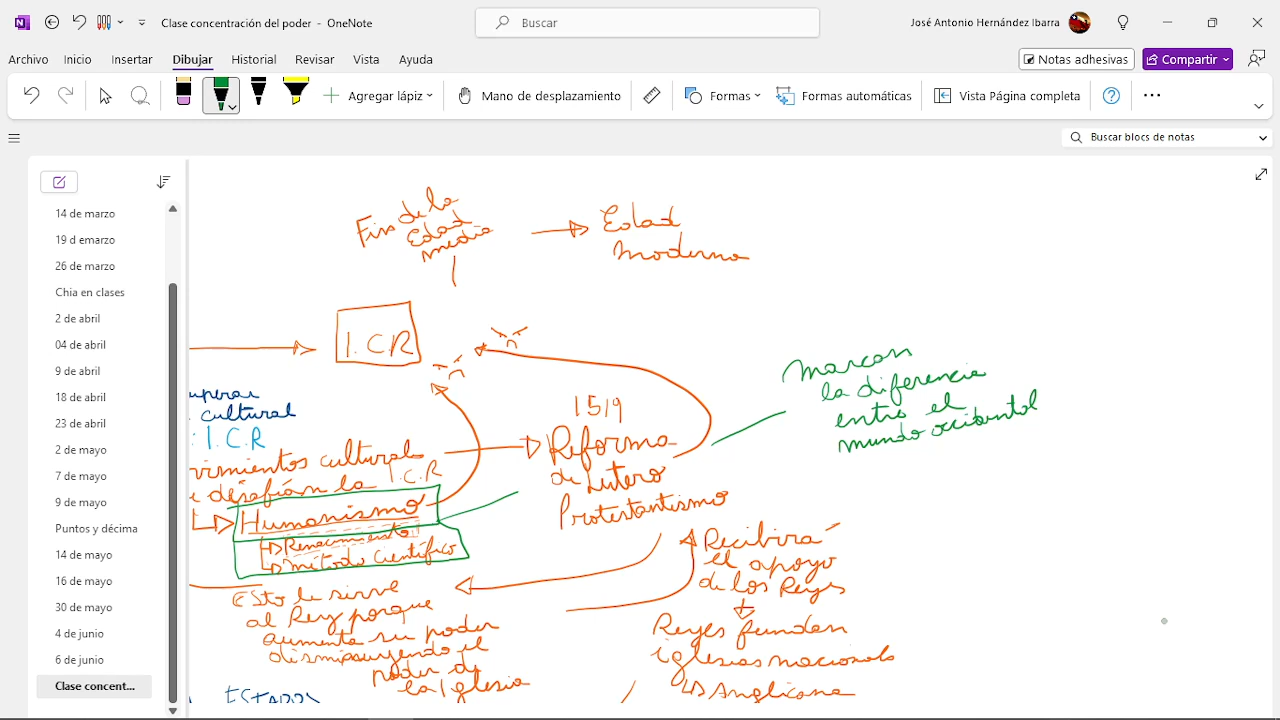 Clase concentración del poder - OneNote
Buscar
José Antonio Hernández Ibarra
Archivo
Inicio
Insertar
Dibujar
Historial
Revisar
Vista
Ayuda
Notas adhesivas
Compartir
Agregar lápiz
Mano de desplazamiento
Formas
Formas automáticas
Vista Página completa
Buscar blocs de notas
14 de marzo
19 d emarzo
26 de marzo
Chia en clases
2 de abril
04 de abril
9 de abril
18 de abril
23 de abril
2 de mayo
7 de mayo
9 de mayo
Puntos y décima
14 de mayo
16 de mayo
30 de mayo
4 de junio
6 de junio
Clase concent...
Fin de la
Edad
media
Edad
Moderna
I.C.R
uperar
cultural
: I.C.R
vimientos cultural
e desafían la I.C.R
Humanismo
Renacimiento
método Científico
1519
Reforma
de Lutero
Protestantismo
marcan
la diferencia
entre el
mundo occidental
Esto le sirve
al Rey porque
aumenta su poder
disminuyendo el
poder de
la Iglesia
Recibirá
el apoyo
de los Reyes
Reyes fundan
iglesias nacionales
Anglicana
ESTADOS